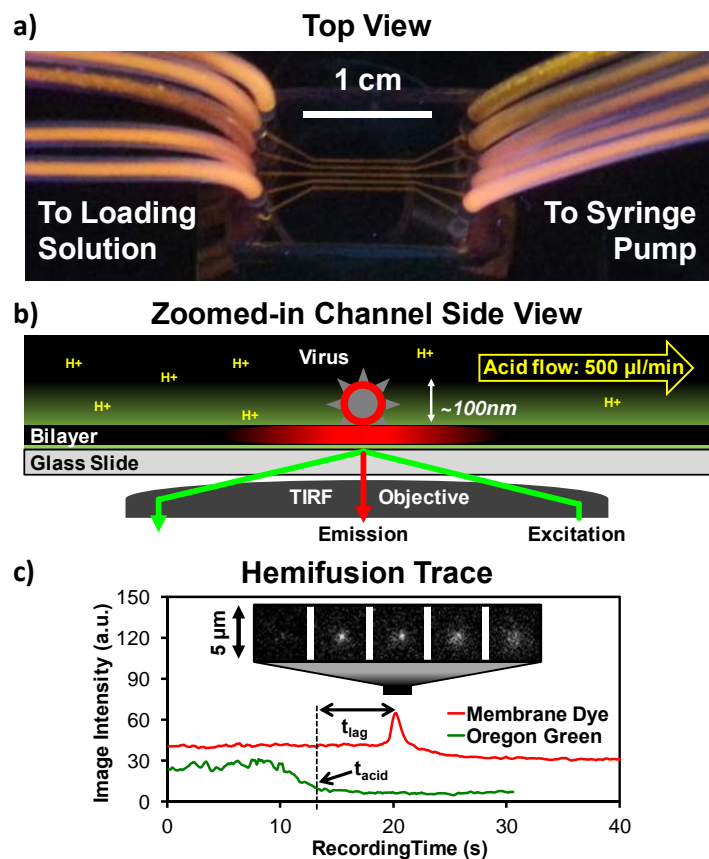 a)
Top View
1 cm
To Loading
Solution
To Syringe
Pump
b)
Zoomed-in Channel Side View
H+
H+
H+
H+
H+
H+
H+
Virus
Acid flow: 500 µl/min
~100nm
Bilayer
Glass Slide
TIRF
Objective
Emission
Excitation
c)
Hemifusion Trace
Image Intensity (a.u.)
150
120
90
60
30
0
5 µm
tlag
tacid
Membrane Dye
Oregon Green
0
10
20
30
40
RecordingTime (s)